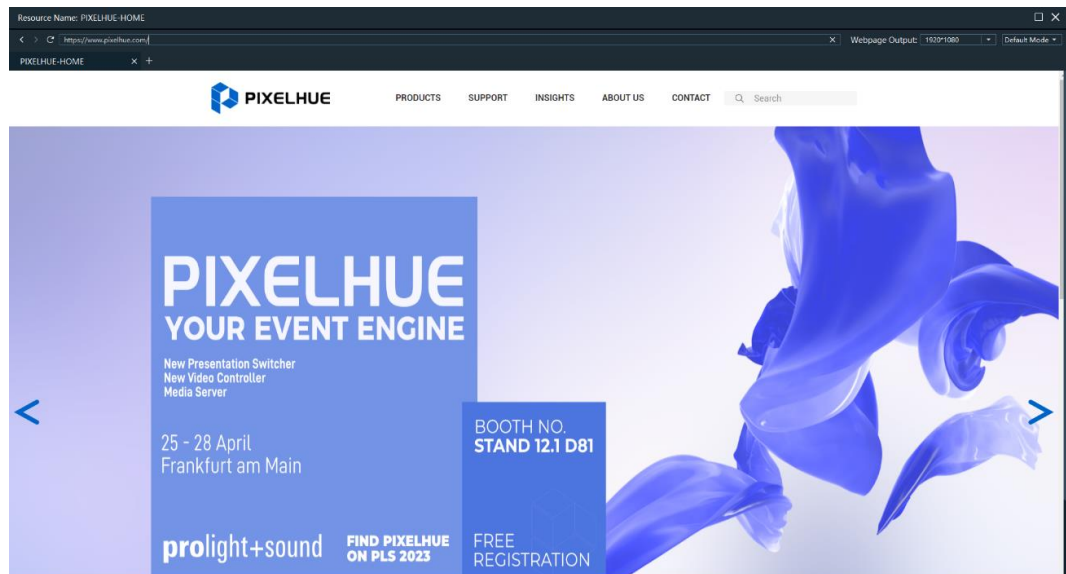 Resource Name: PIXELHUE-HOME
https://www.pixelhue.com/
Webpage Output: 1920*1080 Default Mode
PIXELHUE-HOME
PIXELHUE PRODUCTS SUPPORT INSIGHTS ABOUT US CONTACT Search
PIXELHUE
YOUR EVENT ENGINE
New Presentation Switcher
New Video Controller
Media Server
25 - 28 April
Frankfurt am Main
BOOTH NO.
STAND 12.1 D81
prolight+sound
FIND PIXELHUE
ON PLS 2023
FREE
REGISTRATION